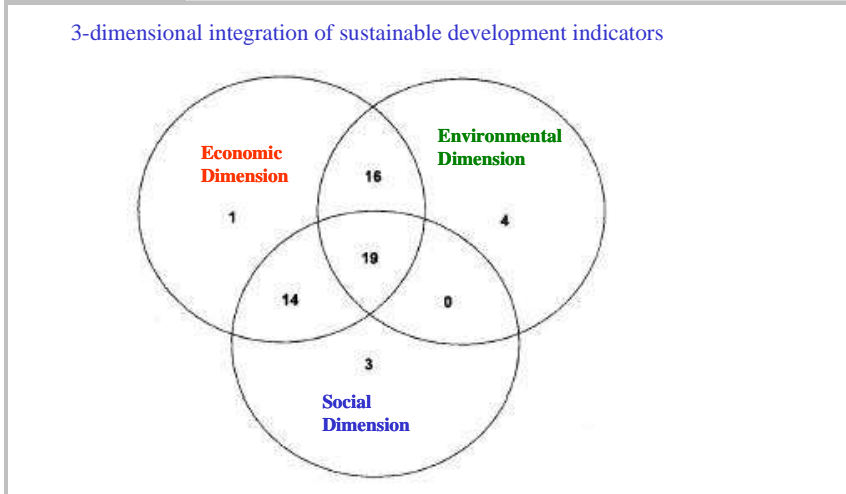 3-dimensional integration of sustainable development indicators
Economic
Dimension
Environmental
Dimension
16
1
4
19
14
0
3
Social
Dimension